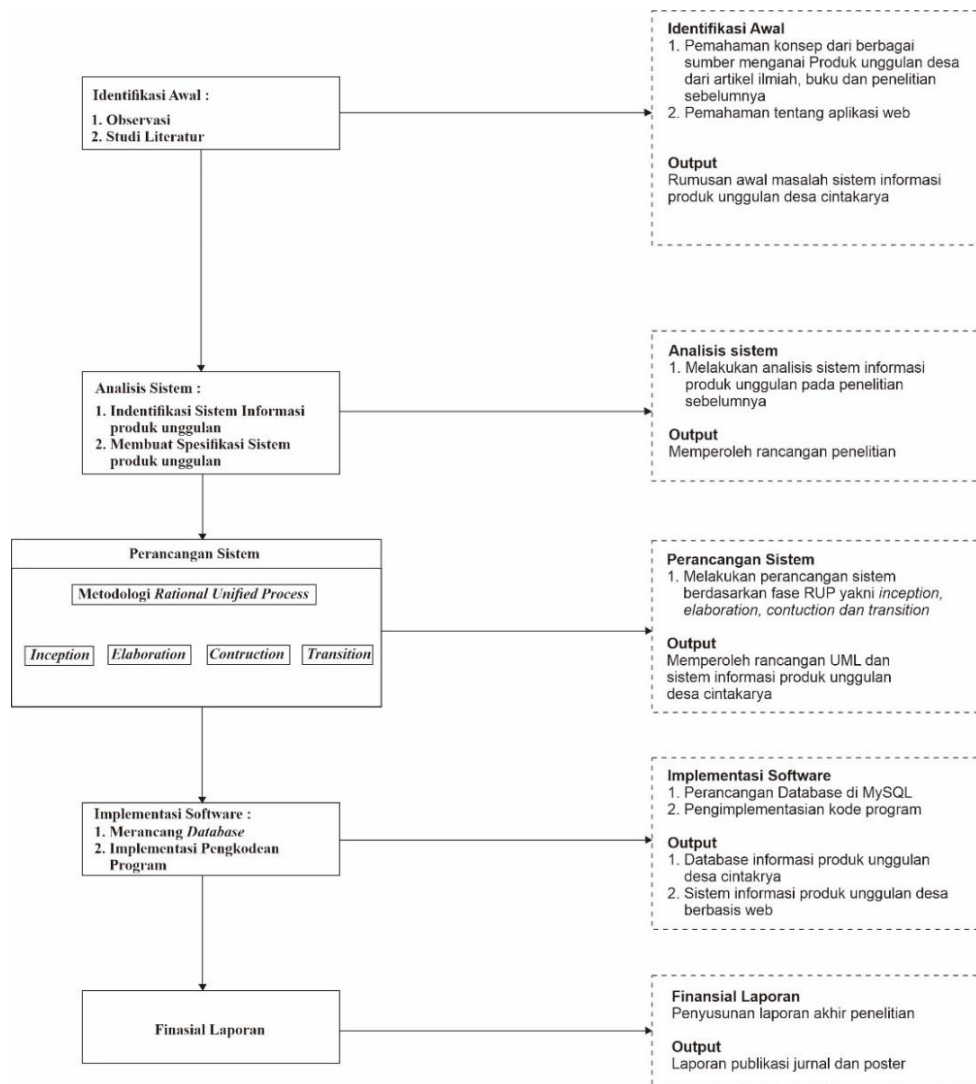 Identifikasi Awal :
1. Observasi
2. Studi Literatur
Identifikasi Awal
1. Pemahaman konsep dari berbagai
sumber menganai Produk unggulan desa
dari artikel ilmiah, buku dan penelitian
sebelumnya
2. Pemahaman tentang aplikasi web
Output
Rumusan awal masalah sistem informasi
produk unggulan desa cintakarya
Analisis Sistem :
1. Indentifikasi Sistem Informasi
produk unggulan
2. Membuat Spesifikasi Sistem
produk unggulan
Analisis sistem
1. Melakukan analisis sistem informasi
produk unggulan pada penelitian
sebelumnya
Output
Memperoleh rancangan penelitian
Perancangan Sistem
Metodologi Rational Unified Process
Inception Elaboration Contruction Transition
Perancangan Sistem
1. Melakukan perancangan sistem
berdasarkan fase RUP yakni inception,
elaboration, contuction dan transition
Output
Memperoleh rancangan UML dan
sistem informasi produk unggulan
desa cintakarya
Implementasi Software :
1. Merancang Database
2. Implementasi Pengkodean
Program
Implementasi Software
1. Perancangan Database di MySQL
2. Pengimplementasian kode program
Output
1. Database informasi produk unggulan
desa cintakrya
2. Sistem informasi produk unggulan desa
berbasis web
Finasial Laporan
Finansial Laporan
Penyusunan laporan akhir penelitian
Output
Laporan publikasi jurnal dan poster